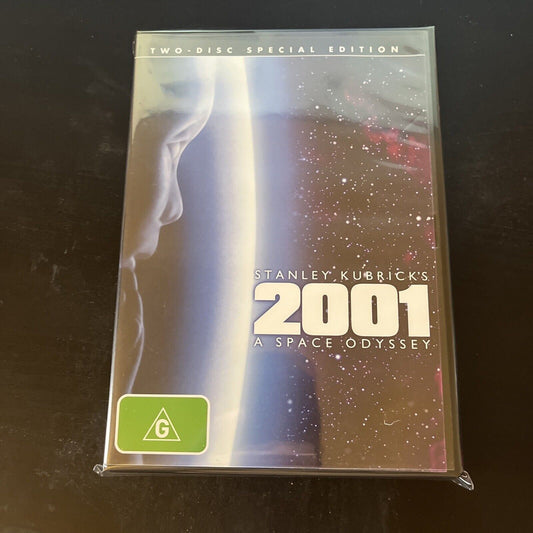 TWO-DISC SPECIAL EDITION
STANLEY KUBRICK'S
2001
A SPACE ODYSSEY
G